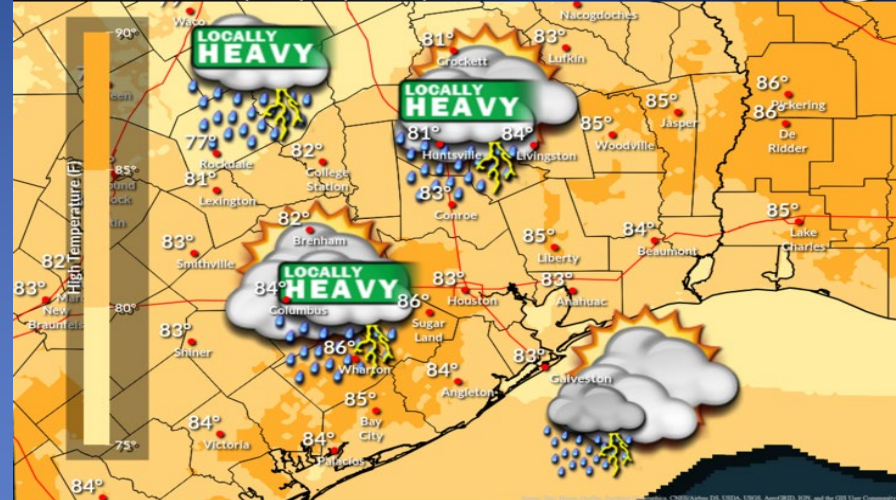 Waco
90°
LOCALLY
HEAVY
Nacogdoches
81°
Crockett
83°
Lufkin
LOCALLY
HEAVY
86°
Pickering
86°
De
Ridder
85°
Jasper
85°
Woodville
81°
Huntsville
84°
Livingston
77°
Rockdale
82°
College
Station
81°
Lexington
85°
83°
Conroe
High Temperature (F)
82°
Brenham
83°
Smithville
85°
Lake
Charles
84°
Beaumont
85°
Liberty
LOCALLY
HEAVY
82°
83°
New
Braunfels
84°
Columbus
83°
Houston
83°
Anahuac
86°
Sugar
Land
80°
83°
Shiner
86°
Wharton
83°
Galveston
84°
Angleton
85°
Bay
City
84°
Victoria
84°
Palacios
75°
84°